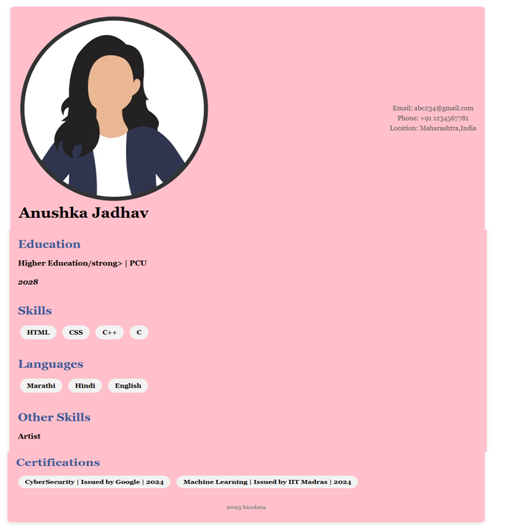 Email: abc234@gmail.com
Phone: +91 1234567781
Location: Maharashtra,India
Anushka Jadhav
Education
Higher Education/strong> | PCU
2028
Skills
HTML CSS C++ C
Languages
Marathi Hindi English
Other Skills
Artist
Certifications
CyberSecurity | Issued by Google | 2024 Machine Learning | Issued by IIT Madras | 2024
2025 biodata